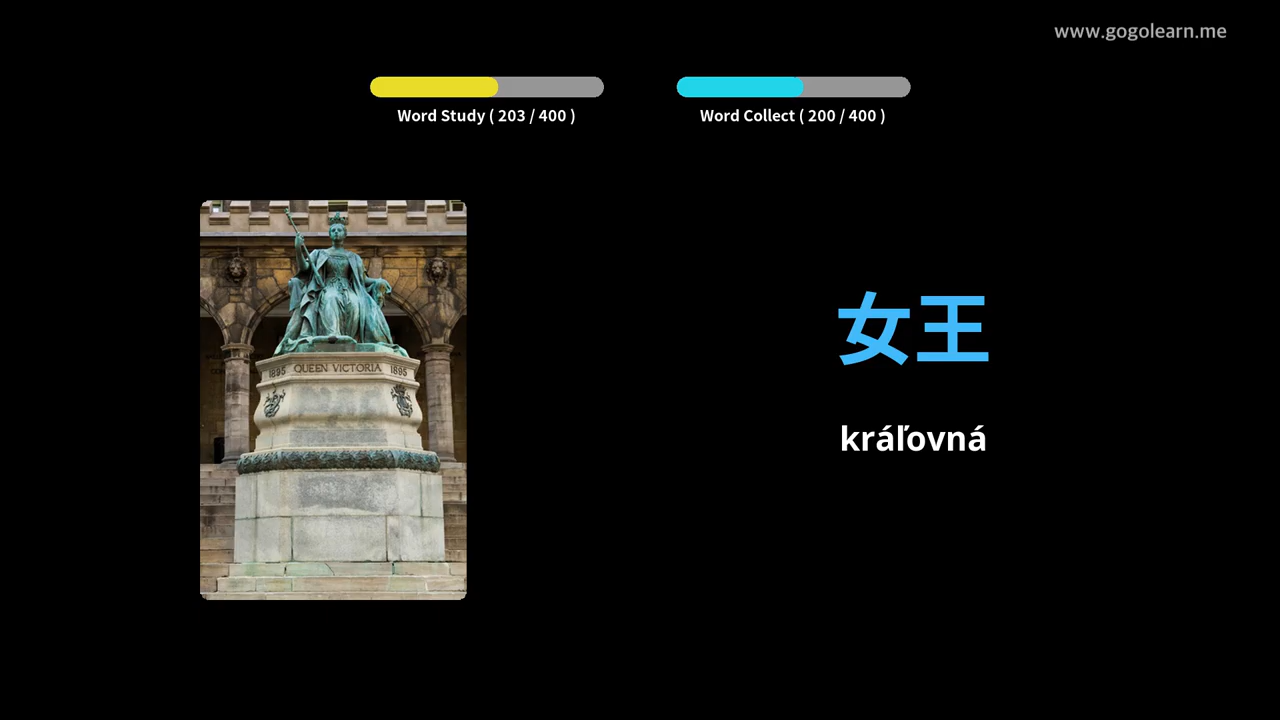 www.gogolearn.me
Word Study ( 203 / 400 )
Word Collect ( 200 / 400 )
1895 QUEEN VICTORIA 1895
女王
kráľovná